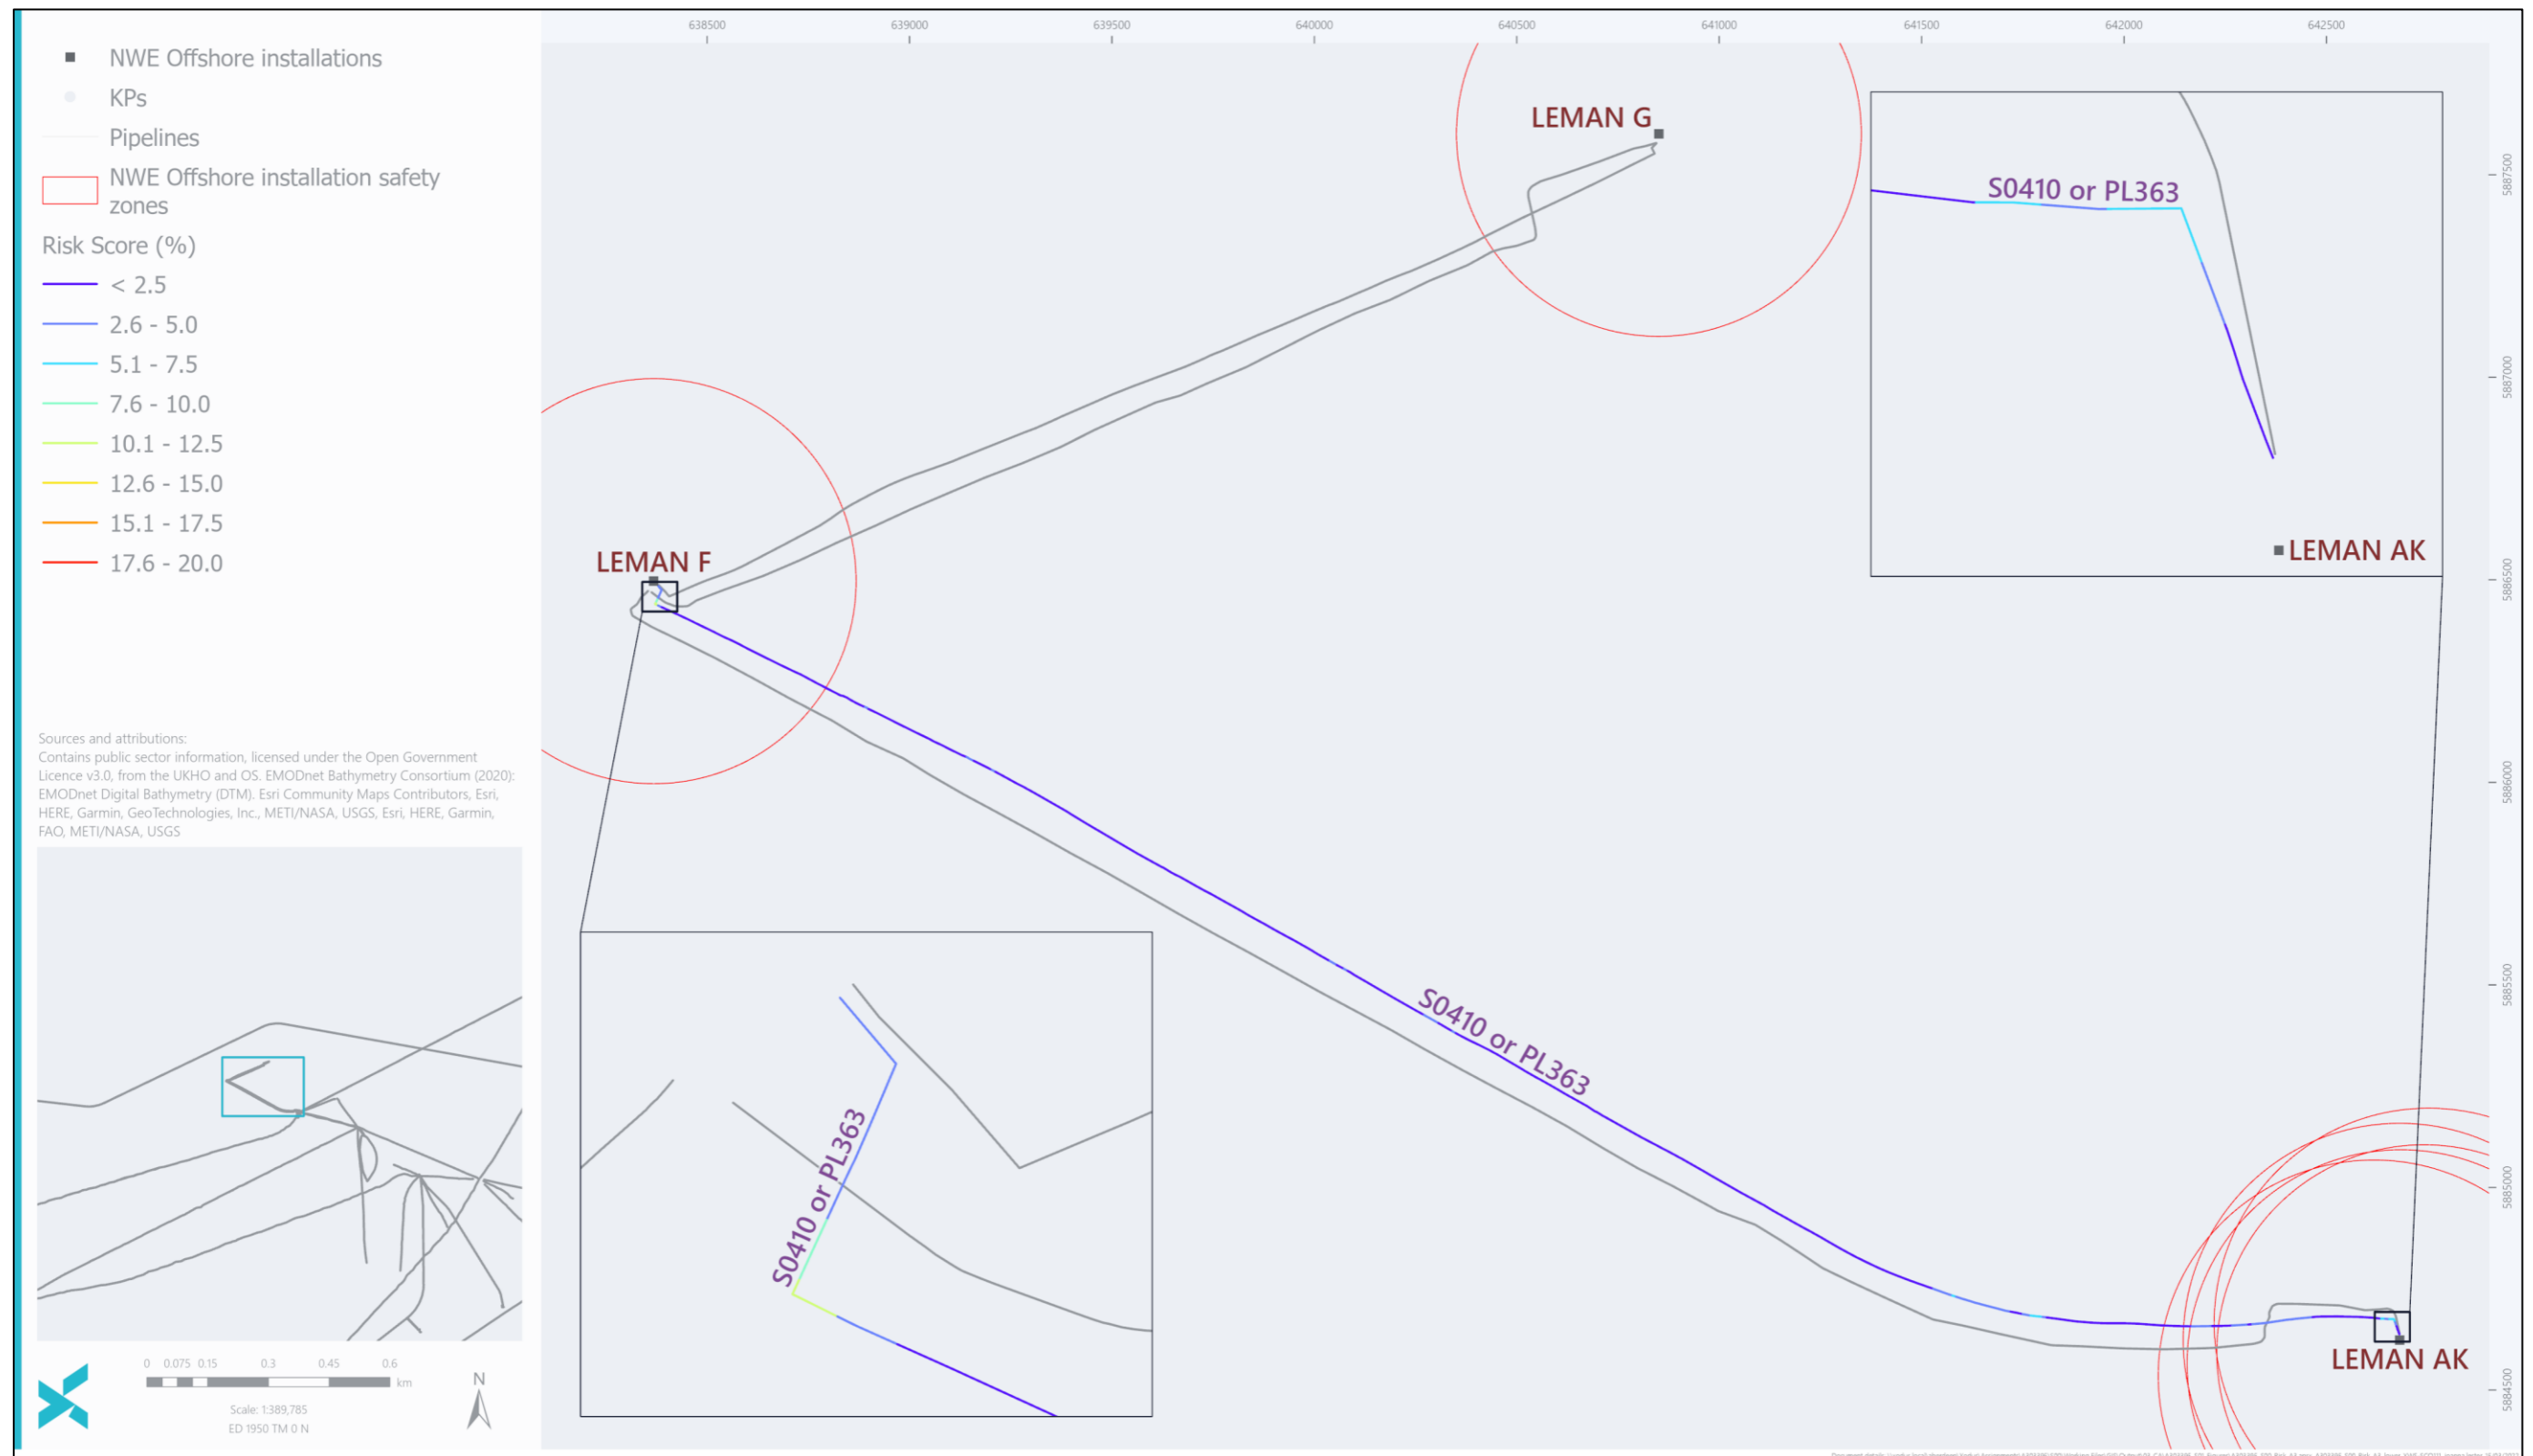 638500 639000 639500 640000 640500 641000 641500 642000 642500
NWE Offshore installations
KPs
Pipelines
NWE Offshore installation safety
zones
Risk Score (%)
< 2.5
2.6 - 5.0
5.1 - 7.5
7.6 - 10.0
10.1 - 12.5
12.6 - 15.0
15.1 - 17.5
17.6 - 20.0
Sources and attributions:
Contains public sector information, licensed under the Open Government
Licence v3.0, from the UKHO and OS. EMODnet Bathymetry Consortium (2020):
EMODnet Digital Bathymetry (DTM). Esri Community Maps Contributors, Esri,
HERE, Garmin, GeoTechnologies, Inc., METI/NASA, USGS, Esri, HERE, Garmin,
FAO, METI/NASA, USGS
0 0.075 0.15 0.3 0.45 0.6
km
Scale: 1:389,785
ED 1950 TM 0 N
N
LEMAN G
S0410 or PL363
LEMAN AK
LEMAN F
S0410 or PL363
S0410 or PL363
LEMAN AK
5887500
5887000
5886500
5886000
5885500
5885000
5884500